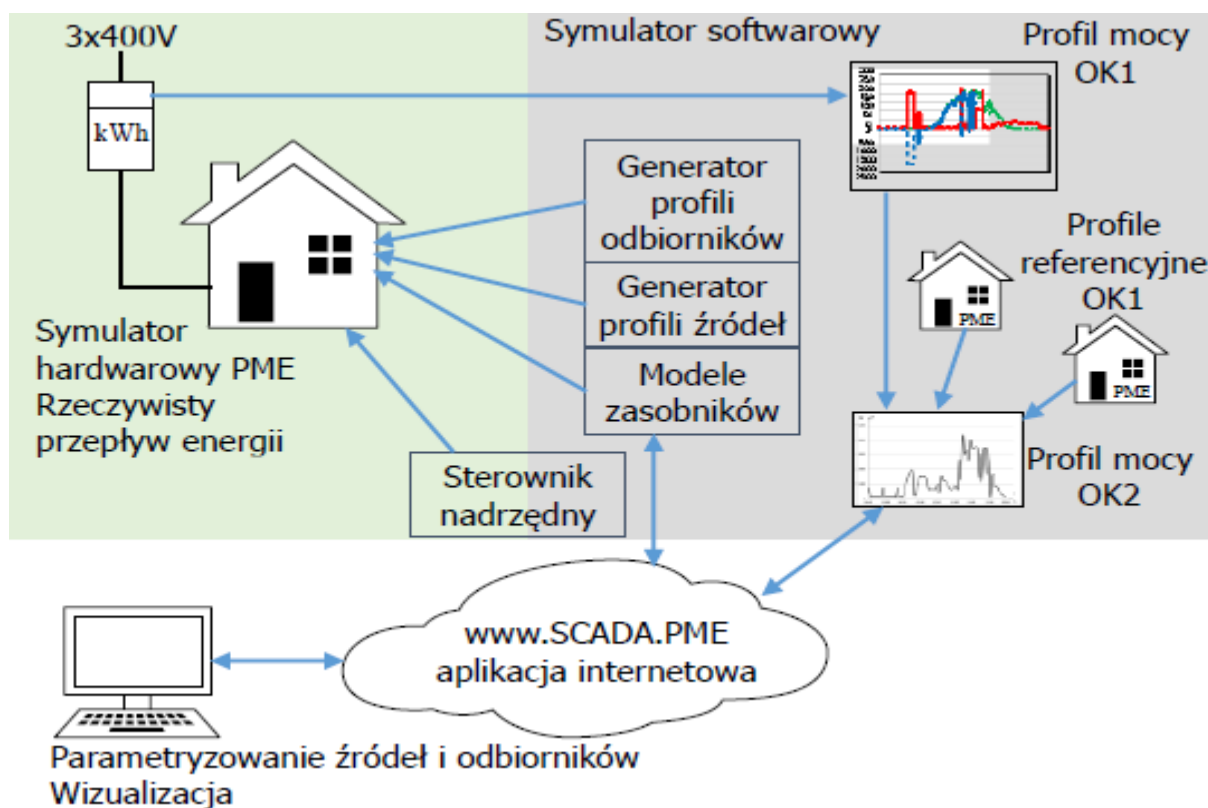 3x400V
kWh
Symulator
hardwarowy PME
Rzeczywisty
przepływ energii
Symulator softwarowy
Generator
profili
odbiorników
Generator
profili źródeł
Modele
zasobników
Sterownik
nadrzędny
Profil mocy
OK1
Profile
referencyjne
OK1
PME
PME
Profil mocy
OK2
www.SCADA.PME
aplikacja internetowa
Parametryzowanie źródeł i odbiorników
Wizualizacja